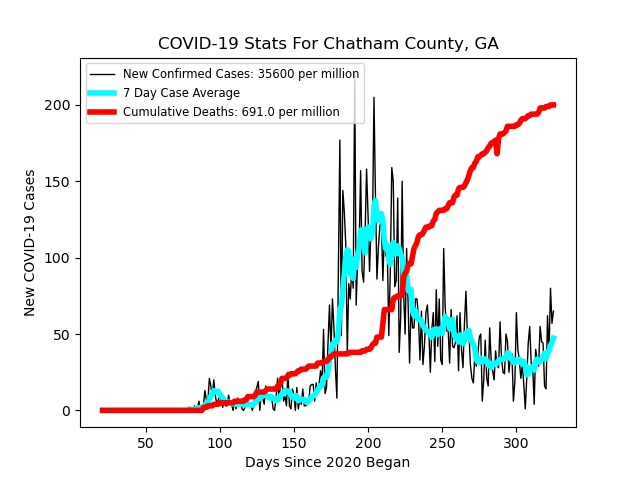 COVID-19 Stats For Chatham County, GA
New Confirmed Cases: 35600 per million
7 Day Case Average
Cumulative Deaths: 691.0 per million
New COVID-19 Cases
200
150
100
50
0
50 100 150 200 250 300
Days Since 2020 Began